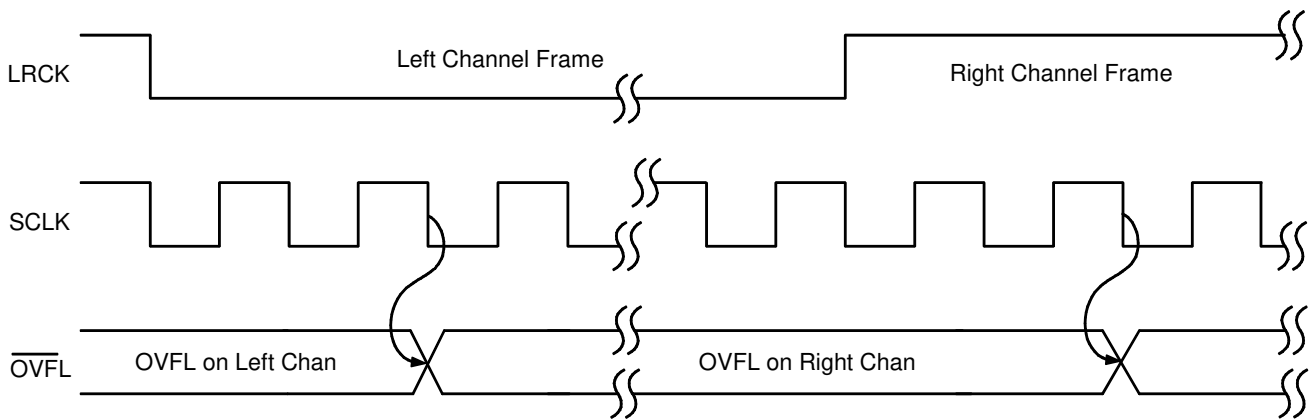 LRCK
Left Channel Frame
Right Channel Frame
SCLK
OVFL
OVFL on Left Chan
OVFL on Right Chan